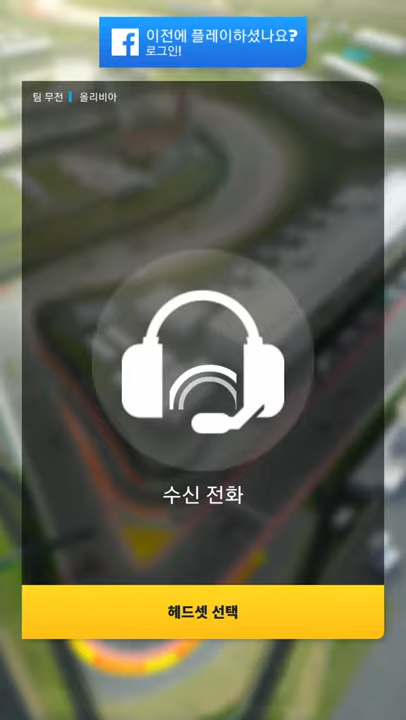 이전에 플레이하셨나요?
로그인!
팀 무전 올리비아
수신 전화
헤드셋 선택